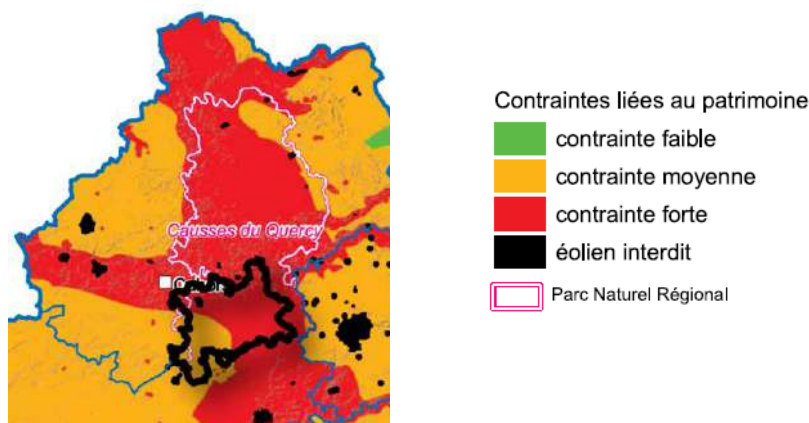 Causses du Quercy
Contraintes liées au patrimoine
contrainte faible
contrainte moyenne
contrainte forte
éolien interdit
Parc Naturel Régional